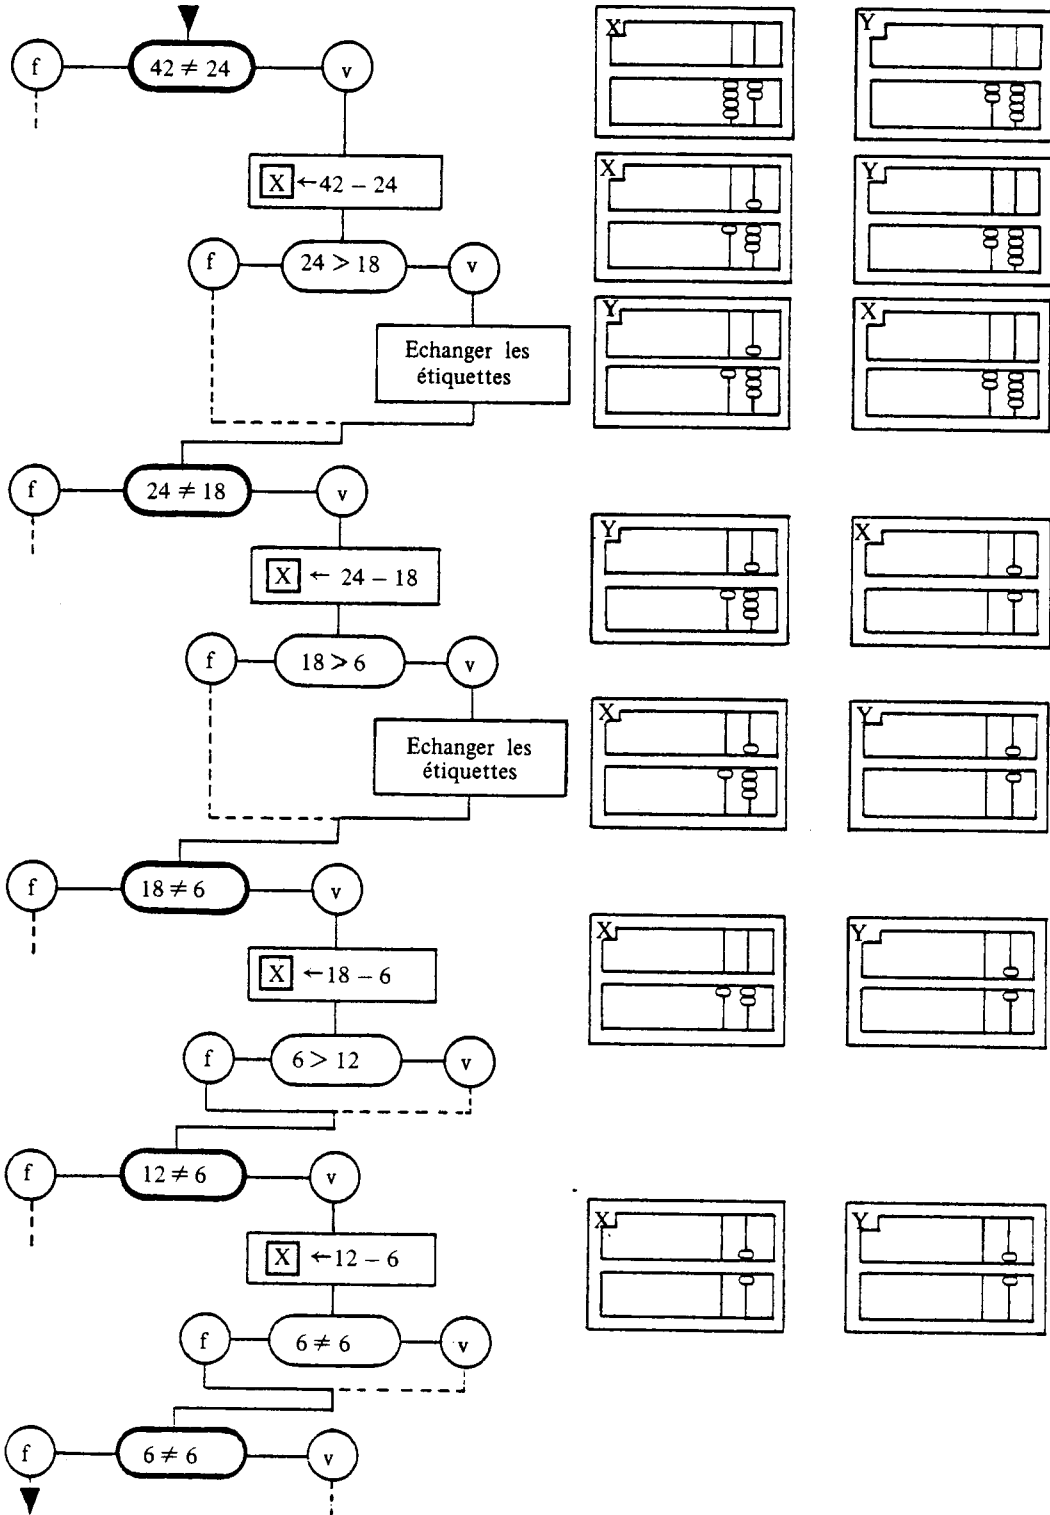 X Y
f 42 ≠ 24 v
X ← 42 – 24
X Y
f 24 > 18 v
Y X
Echanger les
étiquettes
f 24 ≠ 18 v
Y X
X ← 24 – 18
f 18 > 6 v
X Y
Echanger les
étiquettes
f 18 ≠ 6 v
X Y
X ← 18 – 6
f 6 > 12 v
f 12 ≠ 6 v
X Y
X ← 12 – 6
f 6 ≠ 6 v
f 6 ≠ 6 v